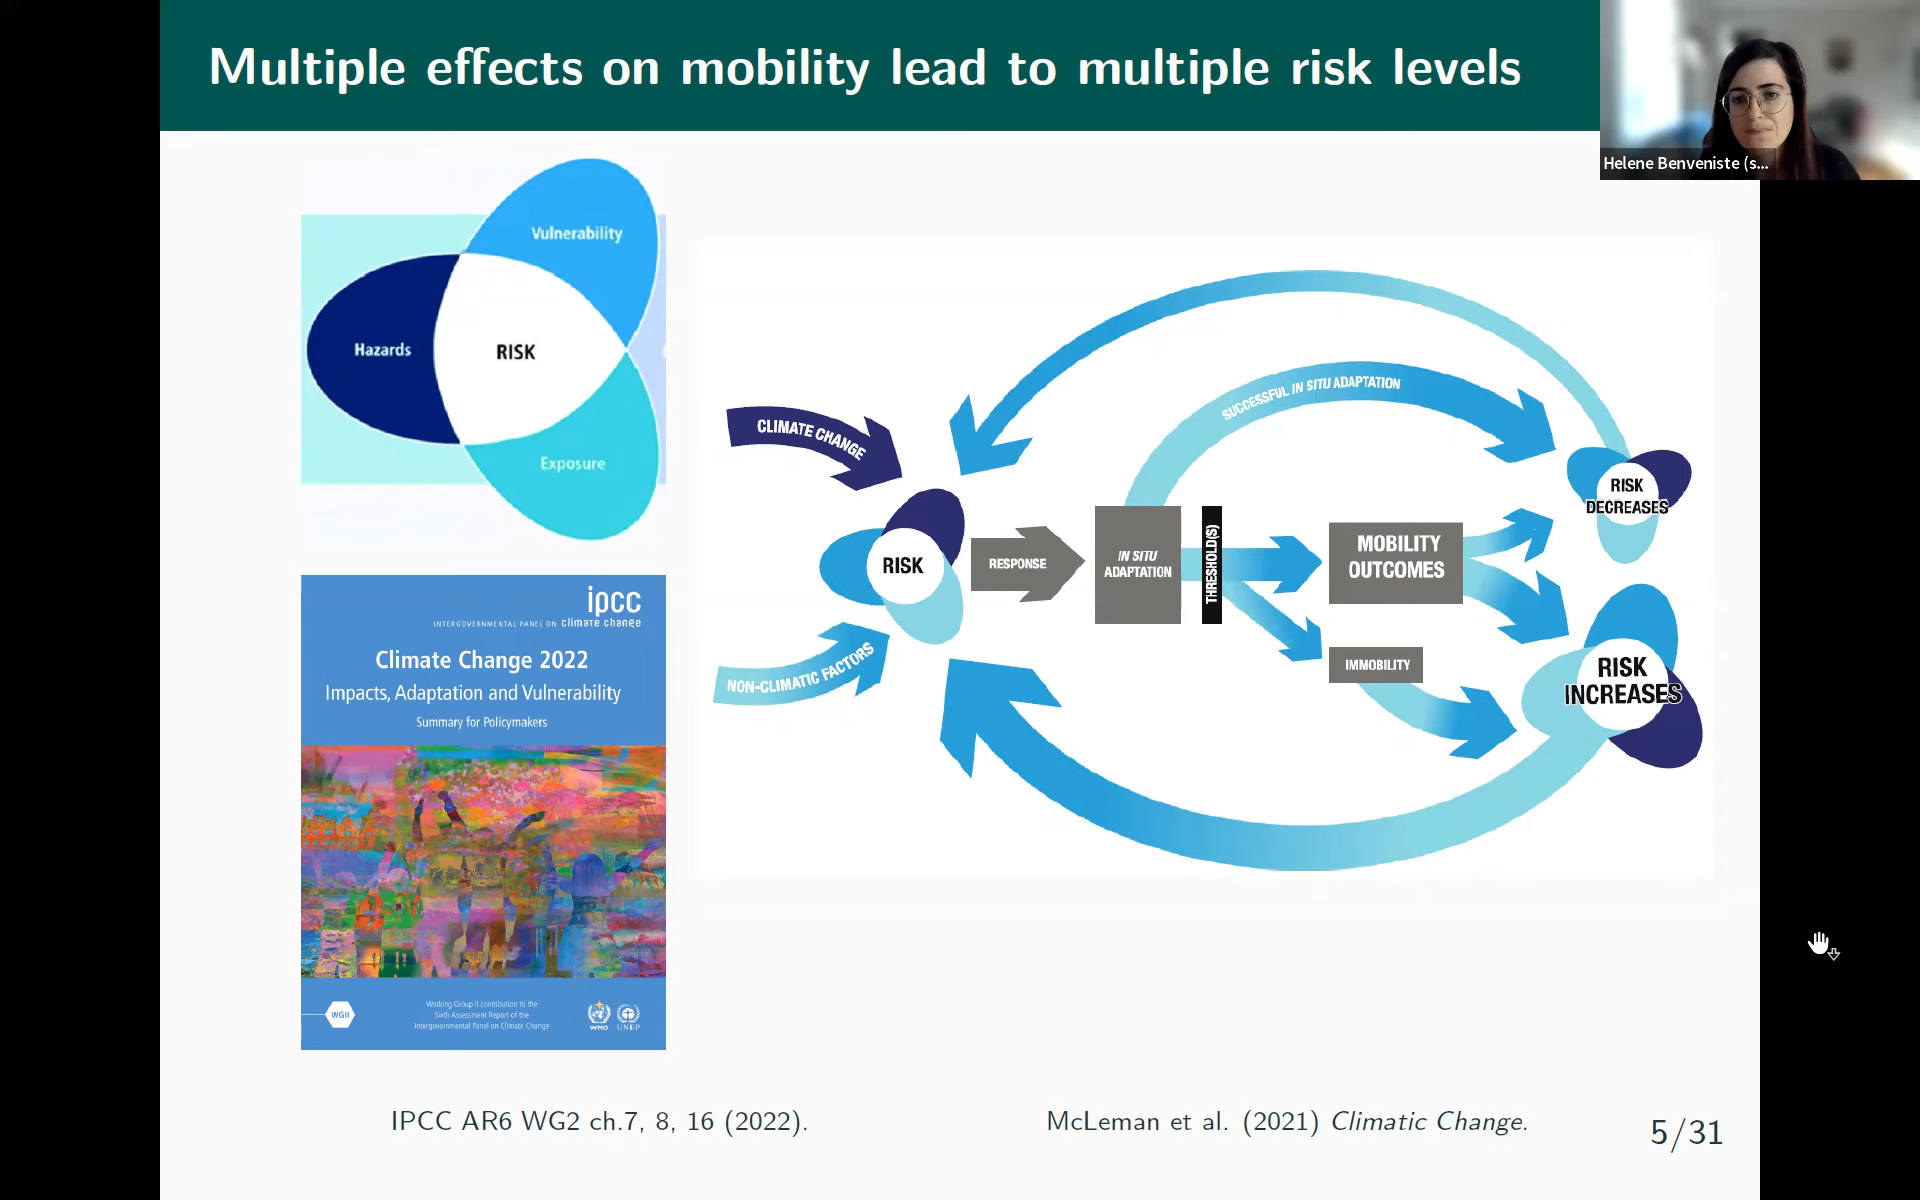 Multiple effects on mobility lead to multiple risk levels
Helene Benveniste (s...
Vulnerability
Hazards
RISK
Exposure
ipcc
INTERGOVERNMENTAL PANEL ON climate change
Climate Change 2022
Impacts, Adaptation and Vulnerability
Summary for Policymakers
WGII
Working Group II contribution to the
Sixth Assessment Report of the
Intergovernmental Panel on Climate Change
WMO
UNEP
CLIMATE CHANGE
NON-CLIMATIC FACTORS
RISK
RESPONSE
IN SITU
ADAPTATION
SUCCESSFUL IN SITU ADAPTATION
THRESHOLD(S)
MOBILITY
OUTCOMES
IMMOBILITY
RISK
DECREASES
RISK
INCREASES
IPCC AR6 WG2 ch.7, 8, 16 (2022).
McLeman et al. (2021) Climatic Change.
5/31